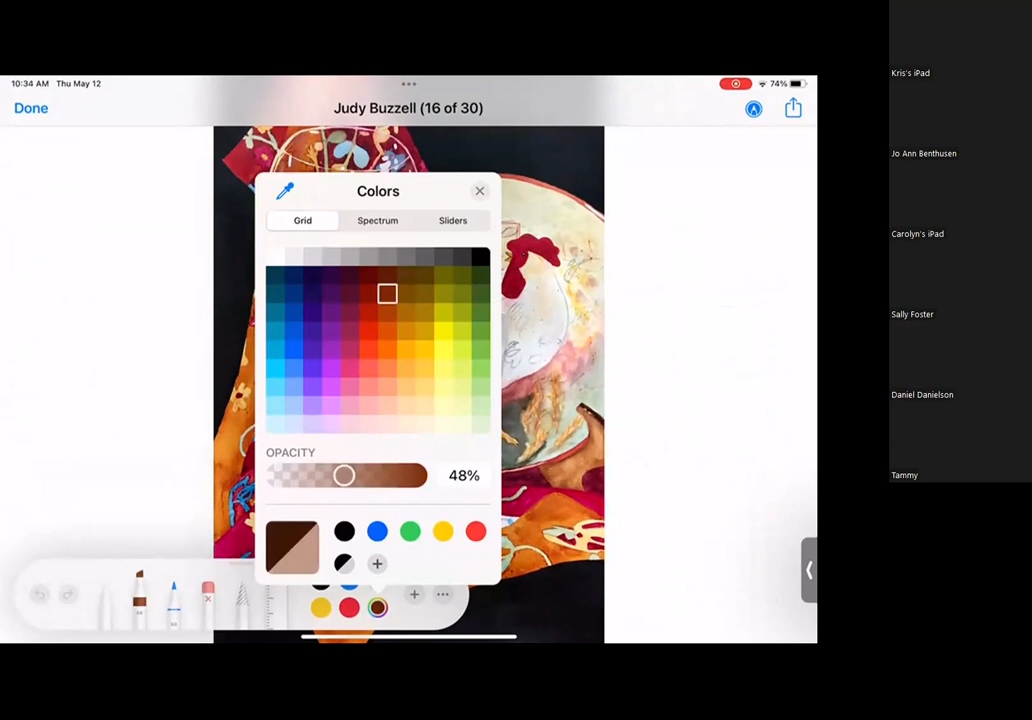 10:34 AM Thu May 12
74%
Done
Judy Buzzell (16 of 30)
Colors
Grid
Spectrum
Sliders
OPACITY
48%
Kris's iPad
Jo Ann Benthusen
Carolyn's iPad
Sally Foster
Daniel Danielson
Tammy